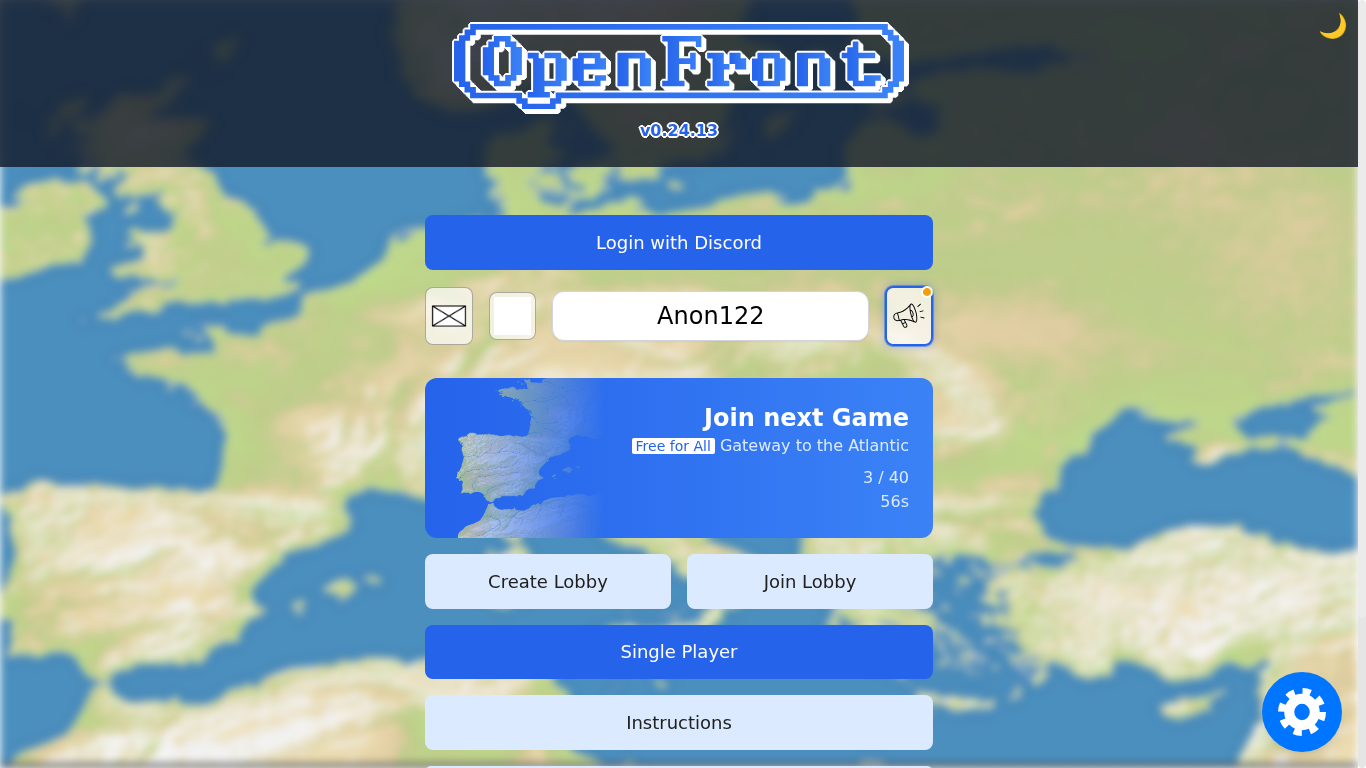 OpenFront
v0.24.13
Login with Discord
Anon122
Join next Game
Free for All Gateway to the Atlantic
3 / 40
56s
Create Lobby
Join Lobby
Single Player
Instructions